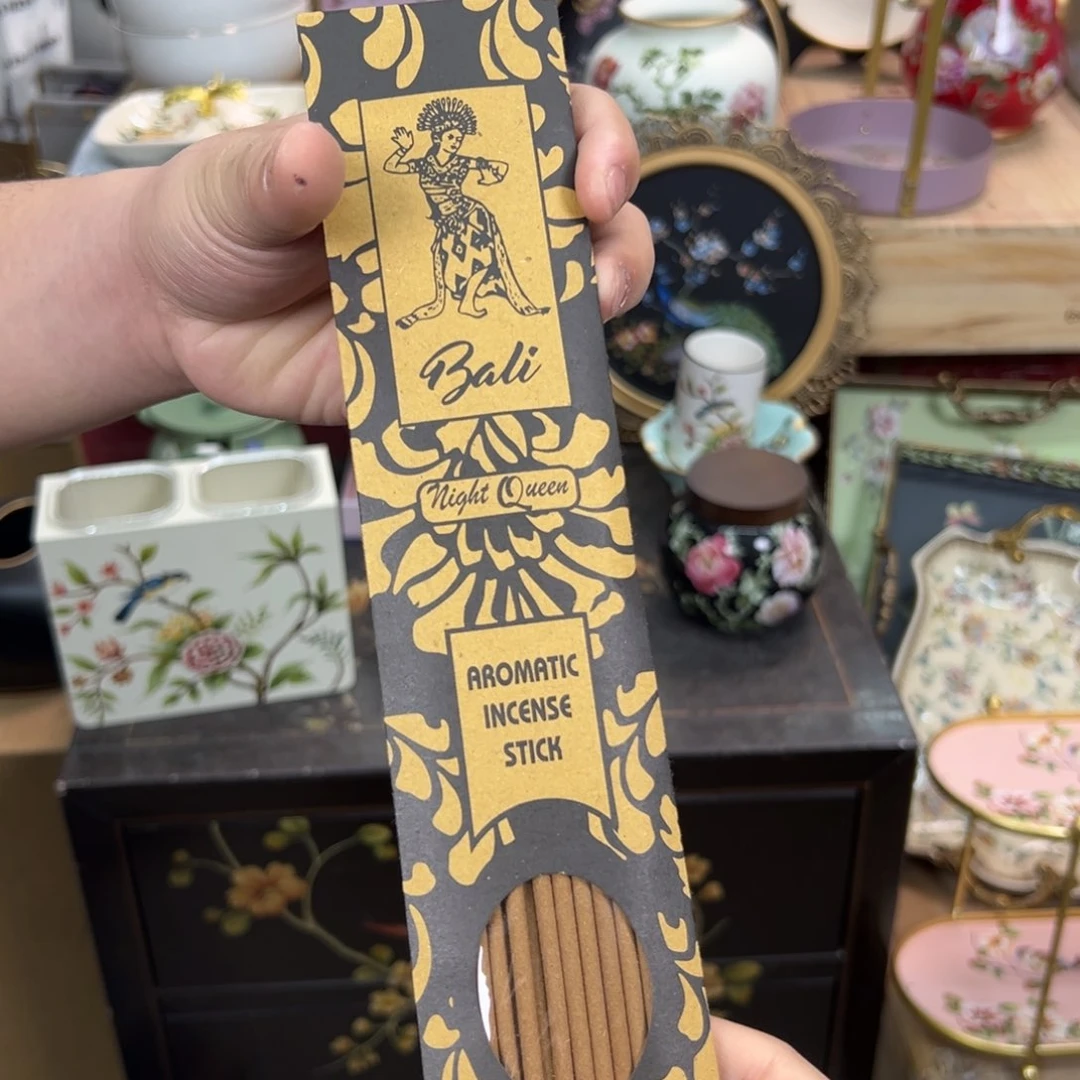 Bali
Night Queen
AROMATIC
INCENSE
STICK